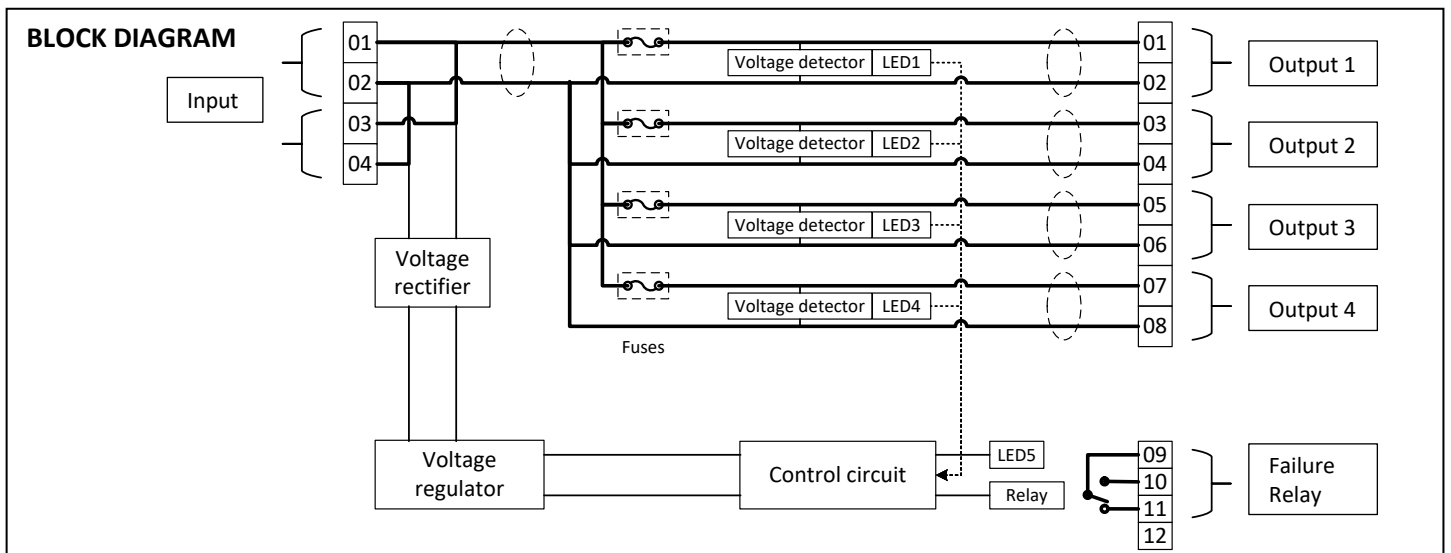 BLOCK DIAGRAM
Input
01
02
03
04
Voltage detector LED1
Voltage detector LED2
Voltage detector LED3
Voltage detector LED4
Fuses
01
02
03
04
05
06
07
08
Output 1
Output 2
Output 3
Output 4
Voltage
rectifier
Voltage
regulator
Control circuit
LED5
Relay
09
10
11
12
Failure
Relay